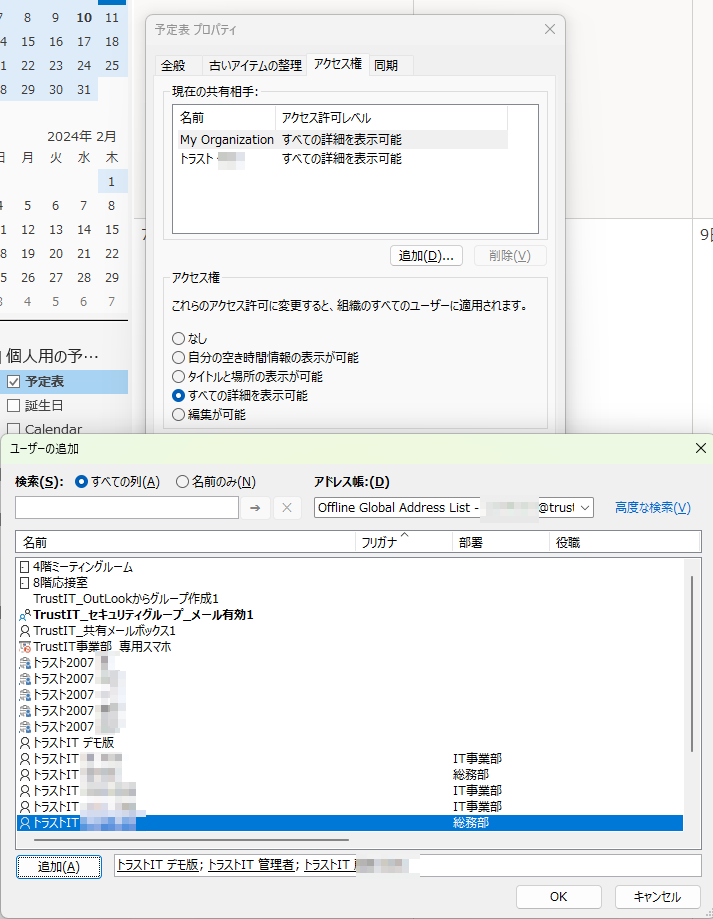 7 8 9 10 11
14 15 16 17 18
21 22 23 24 25
28 29 30 31
2024年 2月
日 月 火 水 木
1
4 5 6 7 8
11 12 13 14 15
18 19 20 21 22
25 26 27 28 29
3 4 5 6 7
個人用の予…
予定表
誕生日
Calendar
7
9日
予定表 プロパティ
全般 古いアイテムの整理 アクセス権 同期
現在の共有相手:
名前 アクセス許可レベル
My Organization すべての詳細を表示可能
トラスト すべての詳細を表示可能
追加(D)... 削除(V)
アクセス権
これらのアクセス許可に変更すると、組織のすべてのユーザーに適用されます。
なし
自分の空き時間情報の表示が可能
タイトルと場所の表示が可能
すべての詳細を表示可能
編集が可能
ユーザーの追加
検索(S): すべての列(A) 名前のみ(N) アドレス帳:(D)
Offline Global Address List - @trust 高度な検索(V)
名前 フリガナ 部署 役職
4階ミーティングルーム
8階応接室
TrustIT_OutLookからグループ作成1
TrustIT_セキュリティグループ_メール有効1
TrustIT_共有メールボックス1
TrustIT事業部_専用スマホ
トラスト2007
トラスト2007
トラスト2007
トラスト2007
トラスト2007
トラストIT デモ版
トラストIT IT事業部
トラストIT 総務部
トラストIT IT事業部
トラストIT IT事業部
トラストIT 総務部
追加(A) トラストIT デモ版; トラストIT 管理者; トラストIT
OK キャンセル